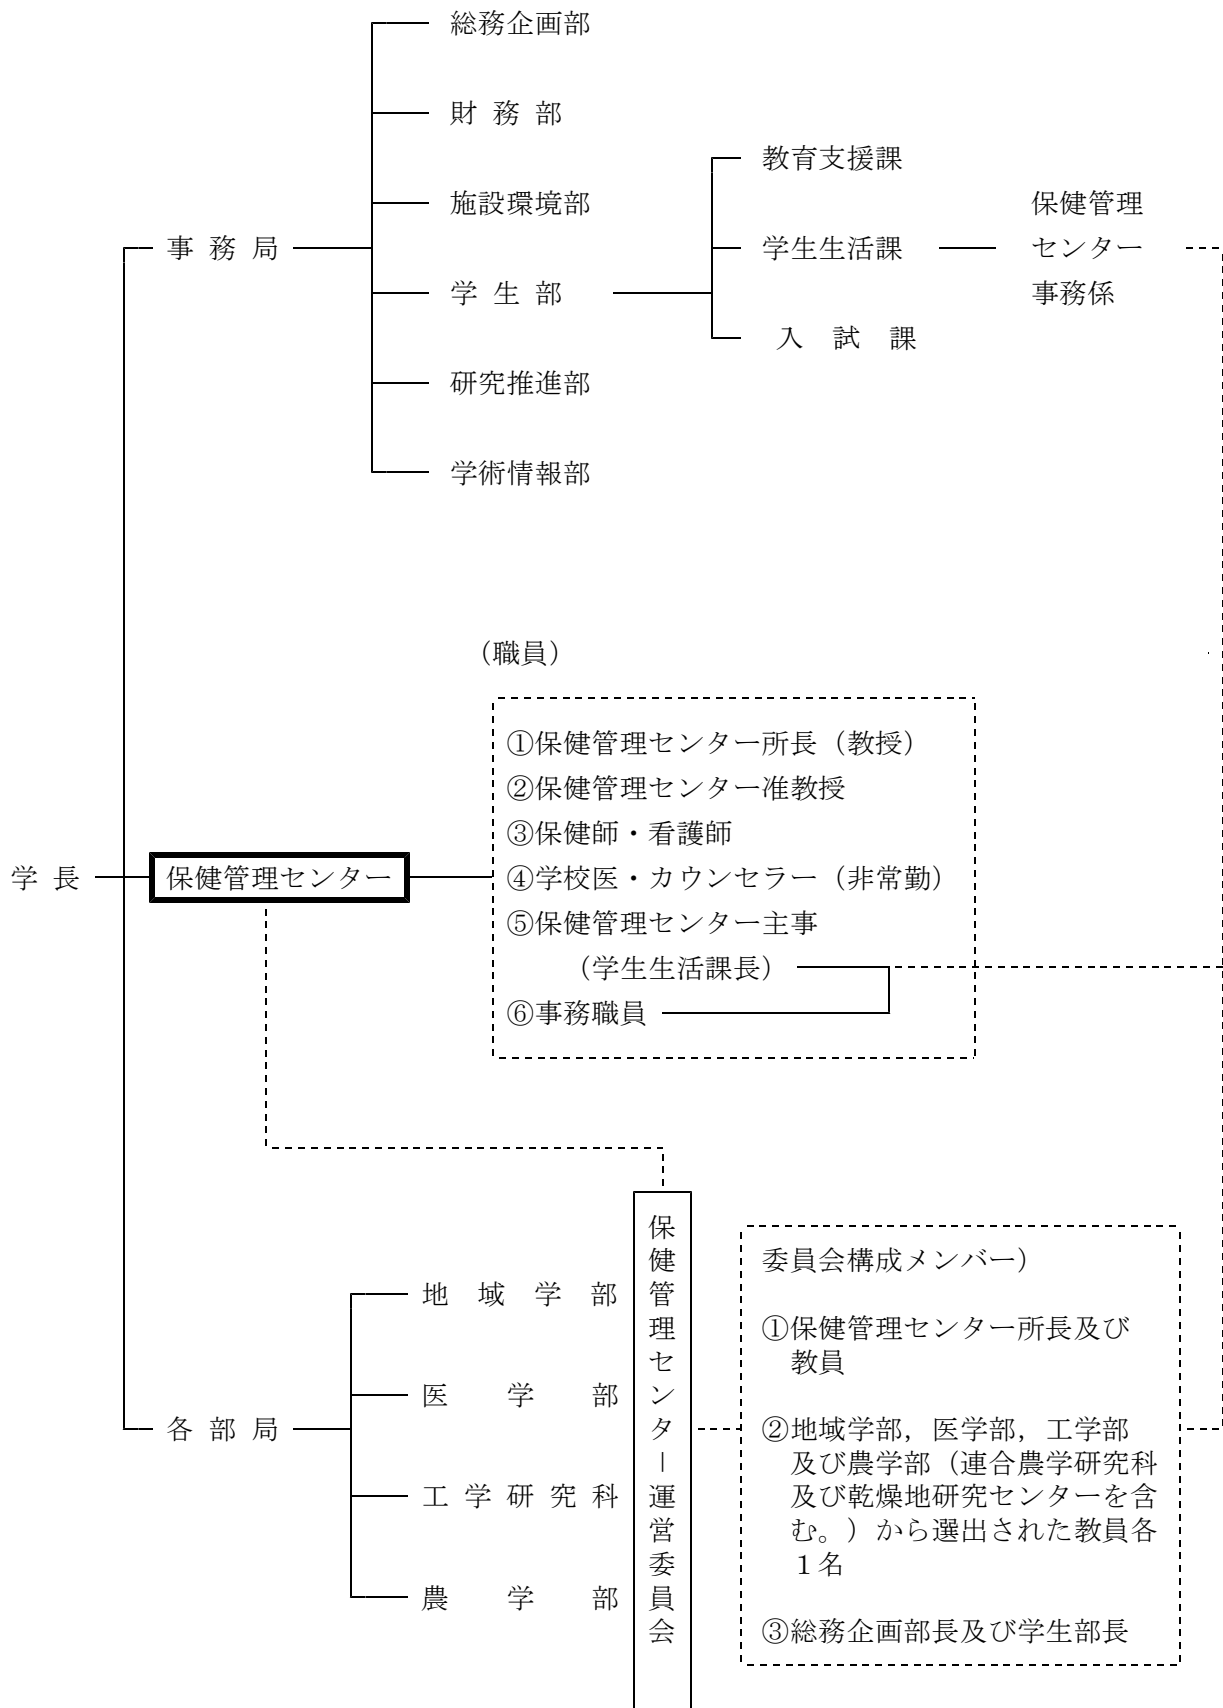 総務企画部
財 務 部
教育支援課
施設環境部
保健管理
事 務 局
学生生活課
センター
学 生 部
事務係
入 試 課
研究推進部
学術情報部
（職員）
①保健管理センター所長（教授）
②保健管理センター准教授
③保健師・看護師
学 長
保健管理センター
④学校医・カウンセラー（非常勤）
⑤保健管理センター主事
（学生生活課長）
⑥事務職員
保健管理センター運営委員会
委員会構成メンバー）
地 域 学 部
①保健管理センター所長及び
教員
医 学 部
各 部 局
②地域学部，医学部，工学部
及び農学部（連合農学研究科
工 学 研 究 科
及び乾燥地研究センターを含
む。）から選出された教員各
１名
農 学 部
③総務企画部長及び学生部長